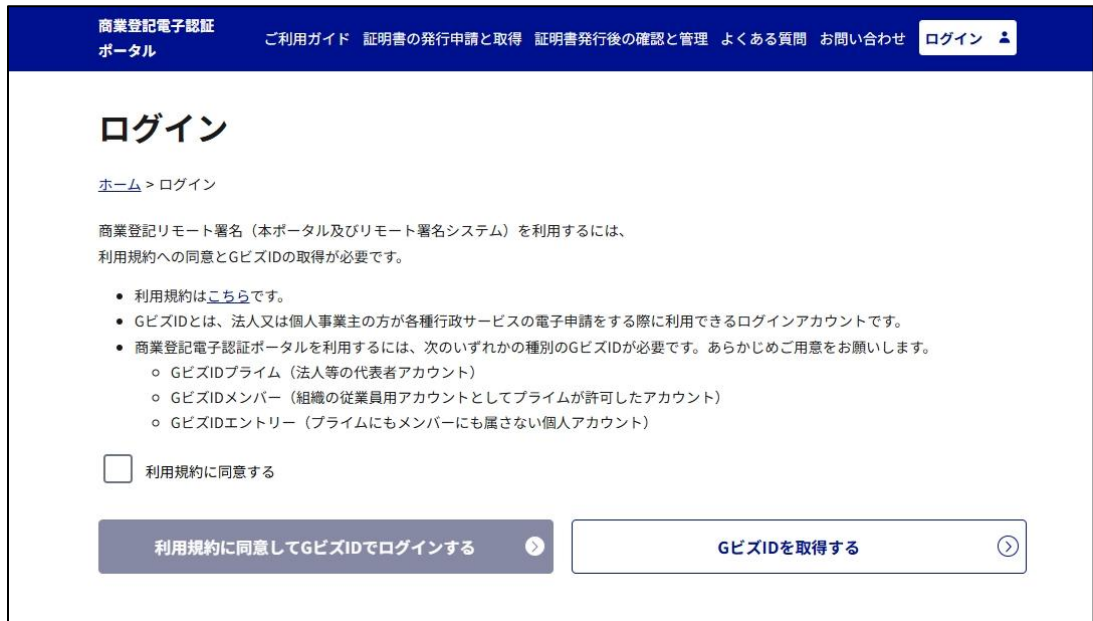 商業登記電子認証
ポータル
ご利用ガイド 証明書の発行申請と取得 証明書発行後の確認と管理 よくある質問 お問い合わせ ログイン
ログイン
ホーム > ログイン
商業登記リモート署名（本ポータル及びリモート署名システム）を利用するには、
利用規約への同意とGビズIDの取得が必要です。
• 利用規約はこちらです。
• GビズIDとは、法人又は個人事業主の方が各種行政サービスの電子申請をする際に利用できるログインアカウントです。
• 商業登記電子認証ポータルを利用するには、次のいずれかの種別のGビズIDが必要です。あらかじめご用意をお願いします。
○ GビズIDプライム（法人等の代表者アカウント）
○ GビズIDメンバー（組織の従業員用アカウントとしてプライムが許可したアカウント）
○ GビズIDエントリー（プライムにもメンバーにも属さない個人アカウント）
利用規約に同意する
利用規約に同意してGビズIDでログインする
GビズIDを取得する